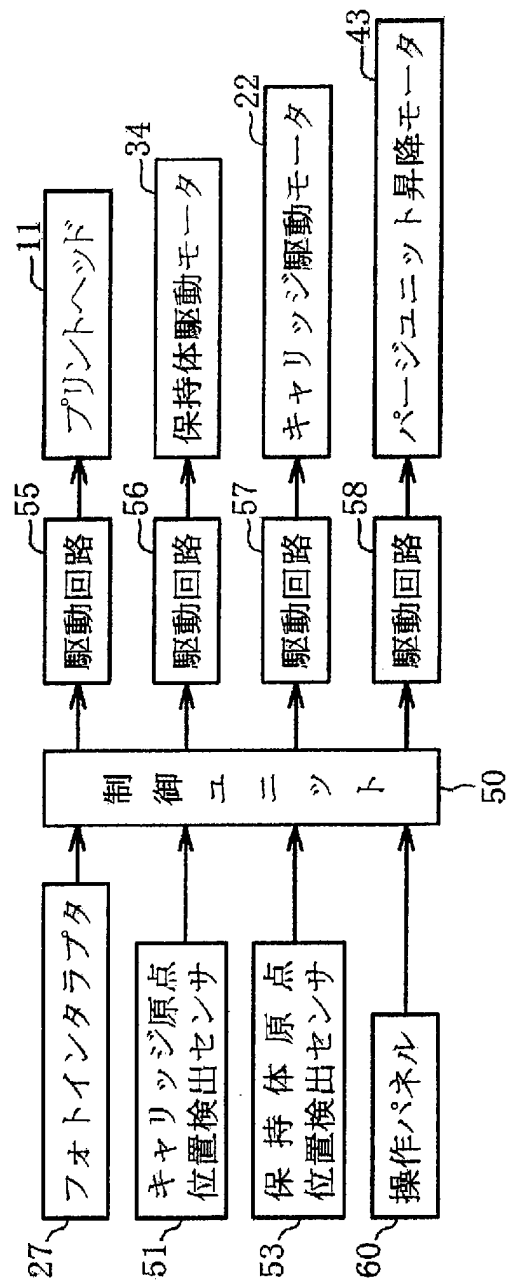 フォトインタラプタ
27
キャリッジ原点
位置検出センサ
51
保持体原点
位置検出センサ
53
操作パネル
60
制御ユニット
50
駆動回路
55
駆動回路
56
駆動回路
57
駆動回路
58
プリントヘッド
11
保持体駆動モータ
34
キャリッジ駆動モータ
22
パージユニット昇降モータ
43